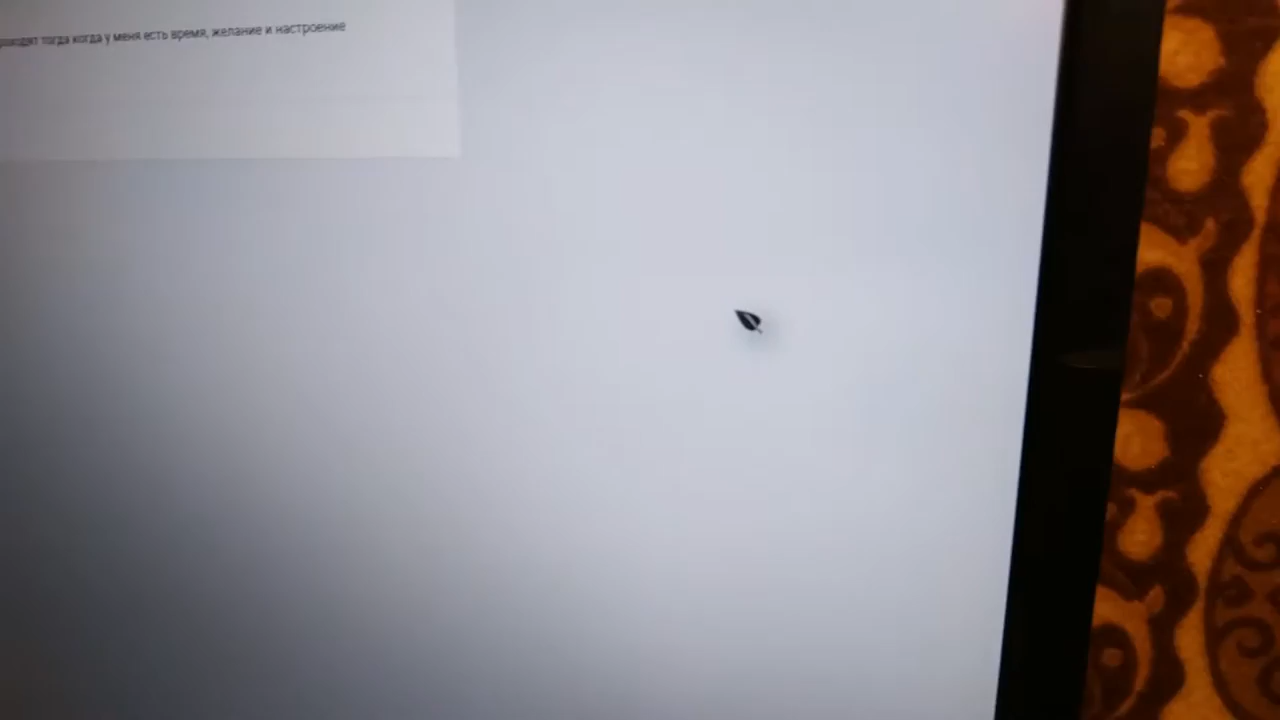 тогда когда у меня есть время, желание и настроение